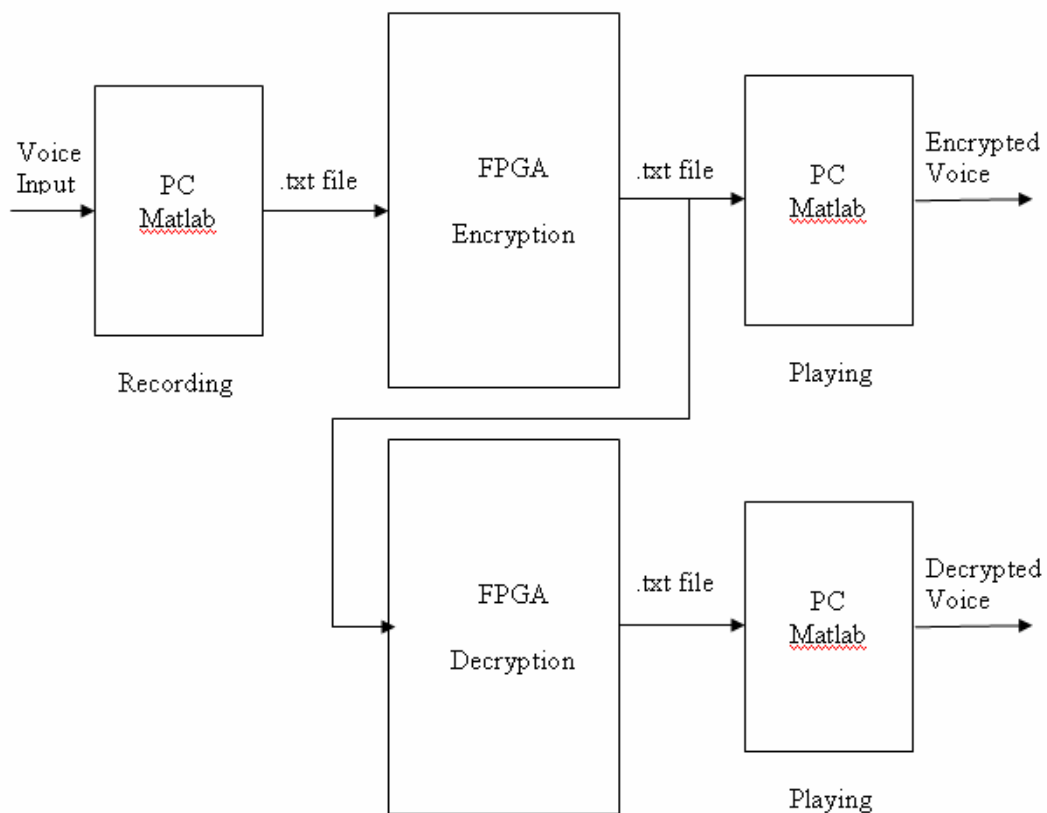 Voice
Input
PC
Matlab
Recording
.txt file
FPGA
Encryption
.txt file
PC
Matlab
Playing
Encrypted
Voice
FPGA
Decryption
.txt file
PC
Matlab
Playing
Decrypted
Voice